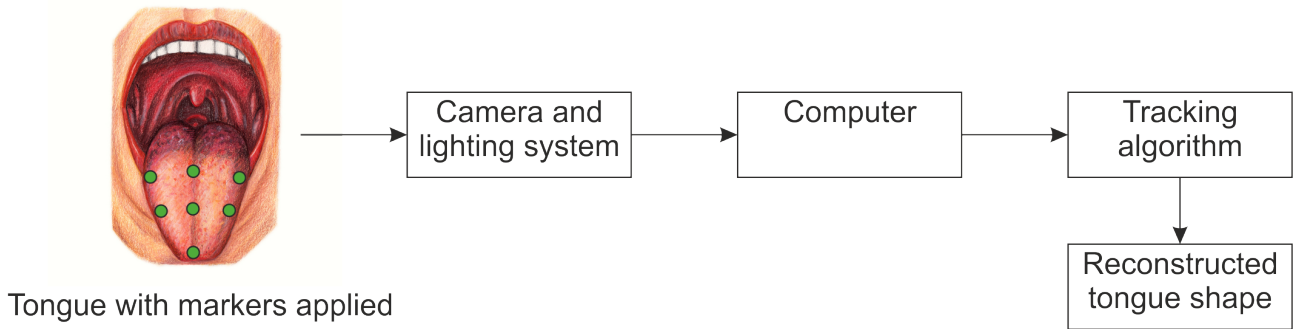 Camera and
lighting system
Computer
Tracking
algorithm
Reconstructed
tongue shape
Tongue with markers applied